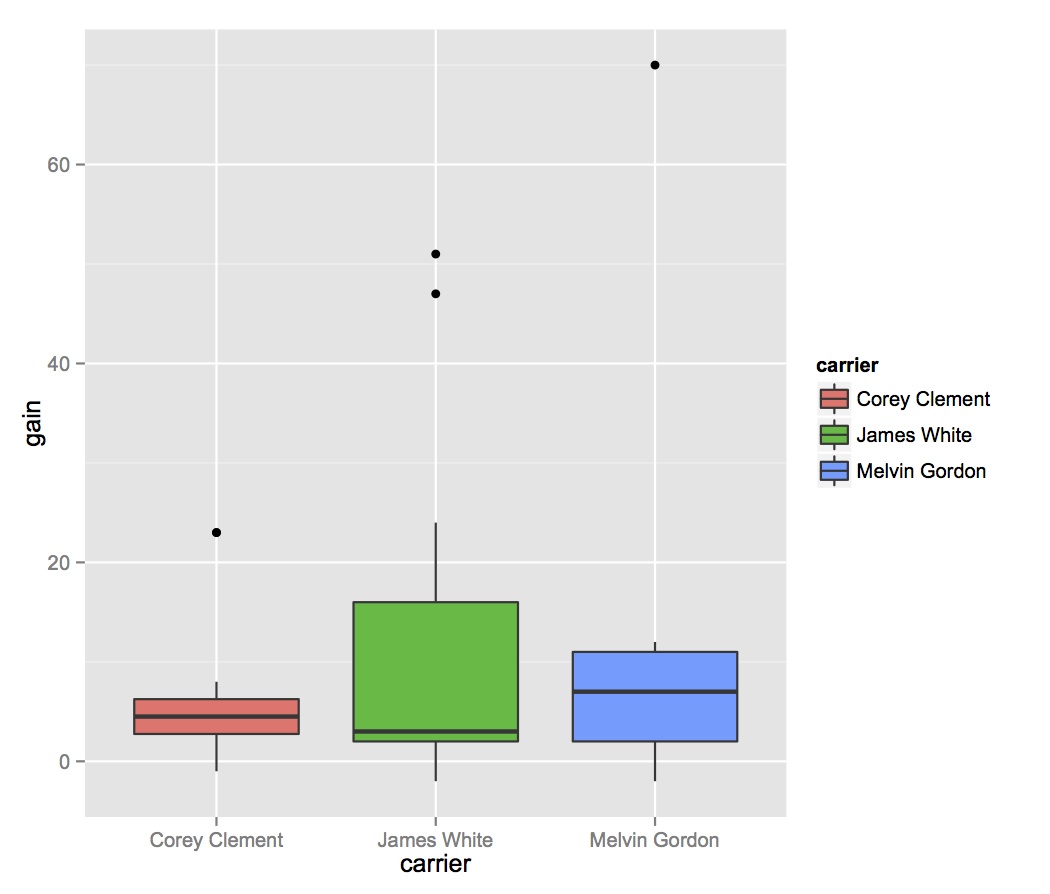 60
40
20
0
gain
Corey Clement James White Melvin Gordon
carrier
carrier
Corey Clement
James White
Melvin Gordon